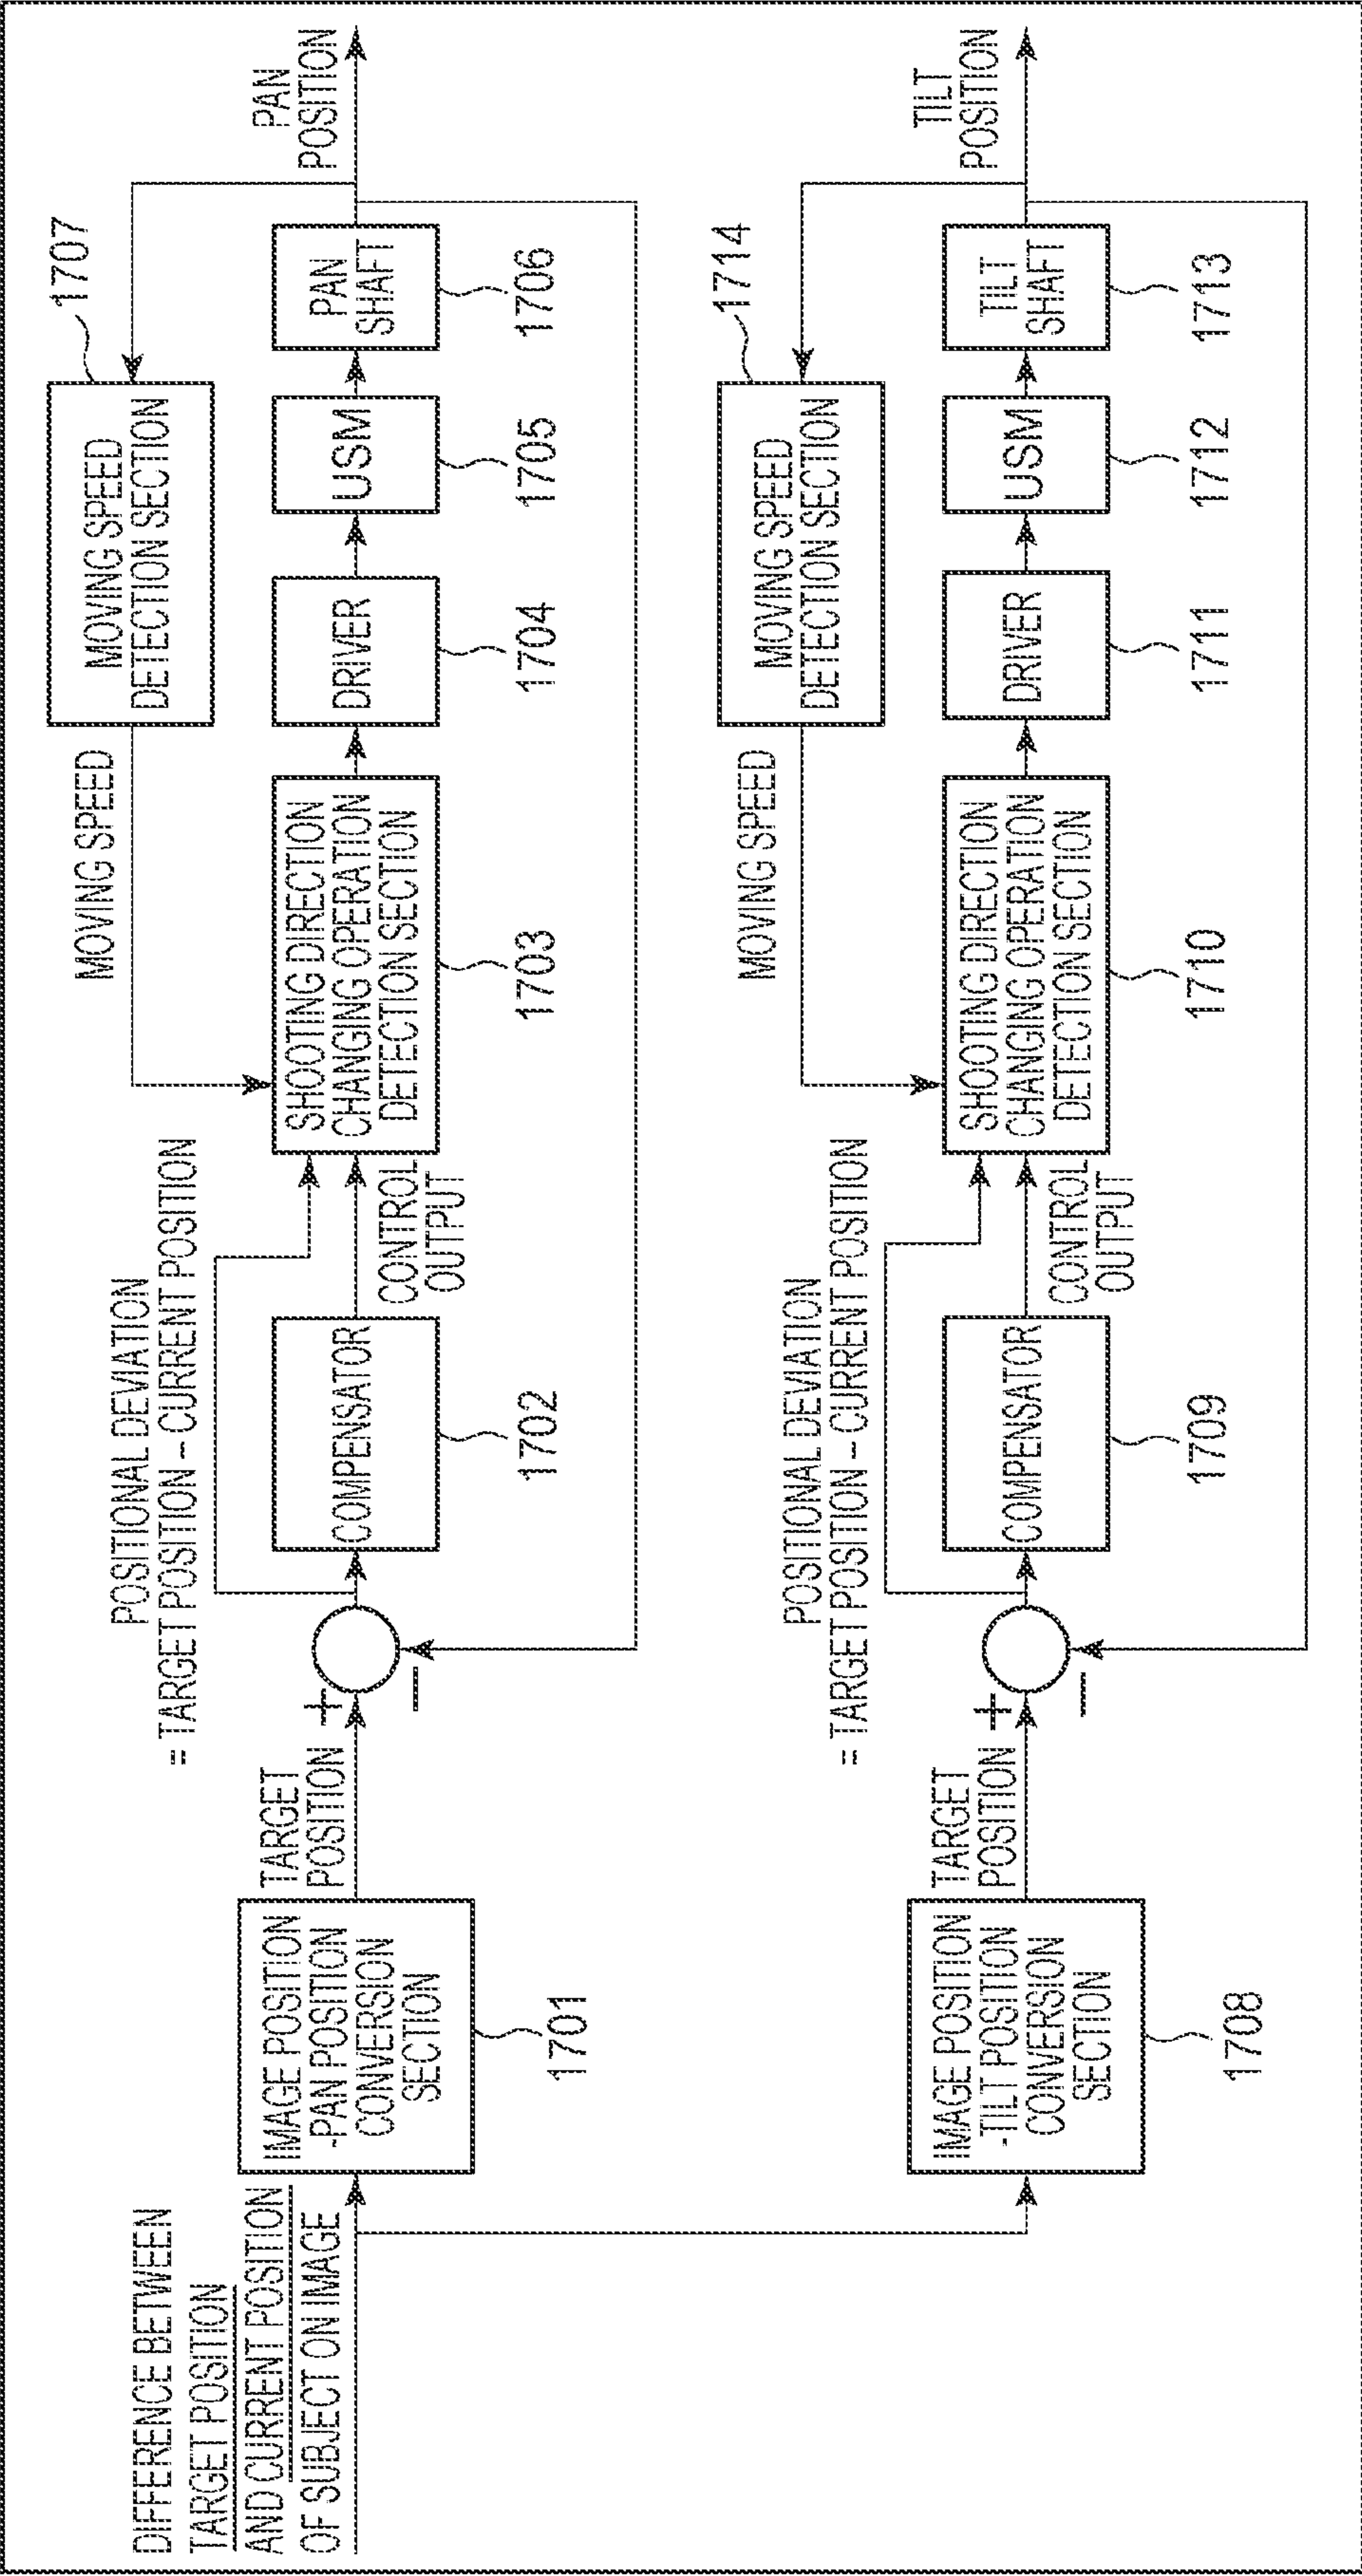 DIFFERENCE BETWEEN
TARGET POSITION
AND CURRENT POSITION
OF SUBJECT ON IMAGE
IMAGE POSITION
-PAN POSITION
CONVERSION
SECTION
1701
TARGET
POSITION
+
−
POSITIONAL DEVIATION
= TARGET POSITION – CURRENT POSITION
COMPENSATOR
1702
CONTROL
OUTPUT
MOVING SPEED
SHOOTING DIRECTION
CHANGING OPERATION
DETECTION SECTION
1703
DRIVER
1704
MOVING SPEED
DETECTION SECTION
1707
USM
1705
PAN
SHAFT
1706
PAN
POSITION
IMAGE POSITION
-TILT POSITION
CONVERSION
SECTION
1708
TARGET
POSITION
+
−
POSITIONAL DEVIATION
= TARGET POSITION – CURRENT POSITION
COMPENSATOR
1709
CONTROL
OUTPUT
MOVING SPEED
SHOOTING DIRECTION
CHANGING OPERATION
DETECTION SECTION
1710
DRIVER
1711
MOVING SPEED
DETECTION SECTION
1714
USM
1712
TILT
SHAFT
1713
TILT
POSITION